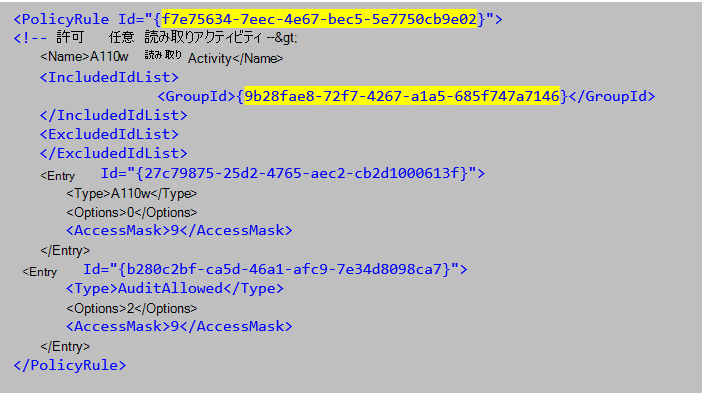 <PolicyRule Id="{f7e75634-7eec-4e67-bec5-5e7750cb9e02}">
<!-- 許可 任意 読み取りアクティビティ --&gt;
<Name>A110w 読み取り Activity</Name>
<IncludedIdList>
<GroupId>{9b28fae8-72f7-4267-a1a5-685f747a7146}</GroupId>
</IncludedIdList>
<ExcludedIdList>
</ExcludedIdList>
<Entry Id="{27c79875-25d2-4765-aec2-cb2d1000613f}">
<Type>A110w</Type>
<Options>0</Options>
<AccessMask>9</AccessMask>
</Entry>
<Entry Id="{b280c2bf-ca5d-46a1-afc9-7e34d8098ca7}">
<Type>AuditAllowed</Type>
<Options>2</Options>
<AccessMask>9</AccessMask>
</Entry>
</PolicyRule>